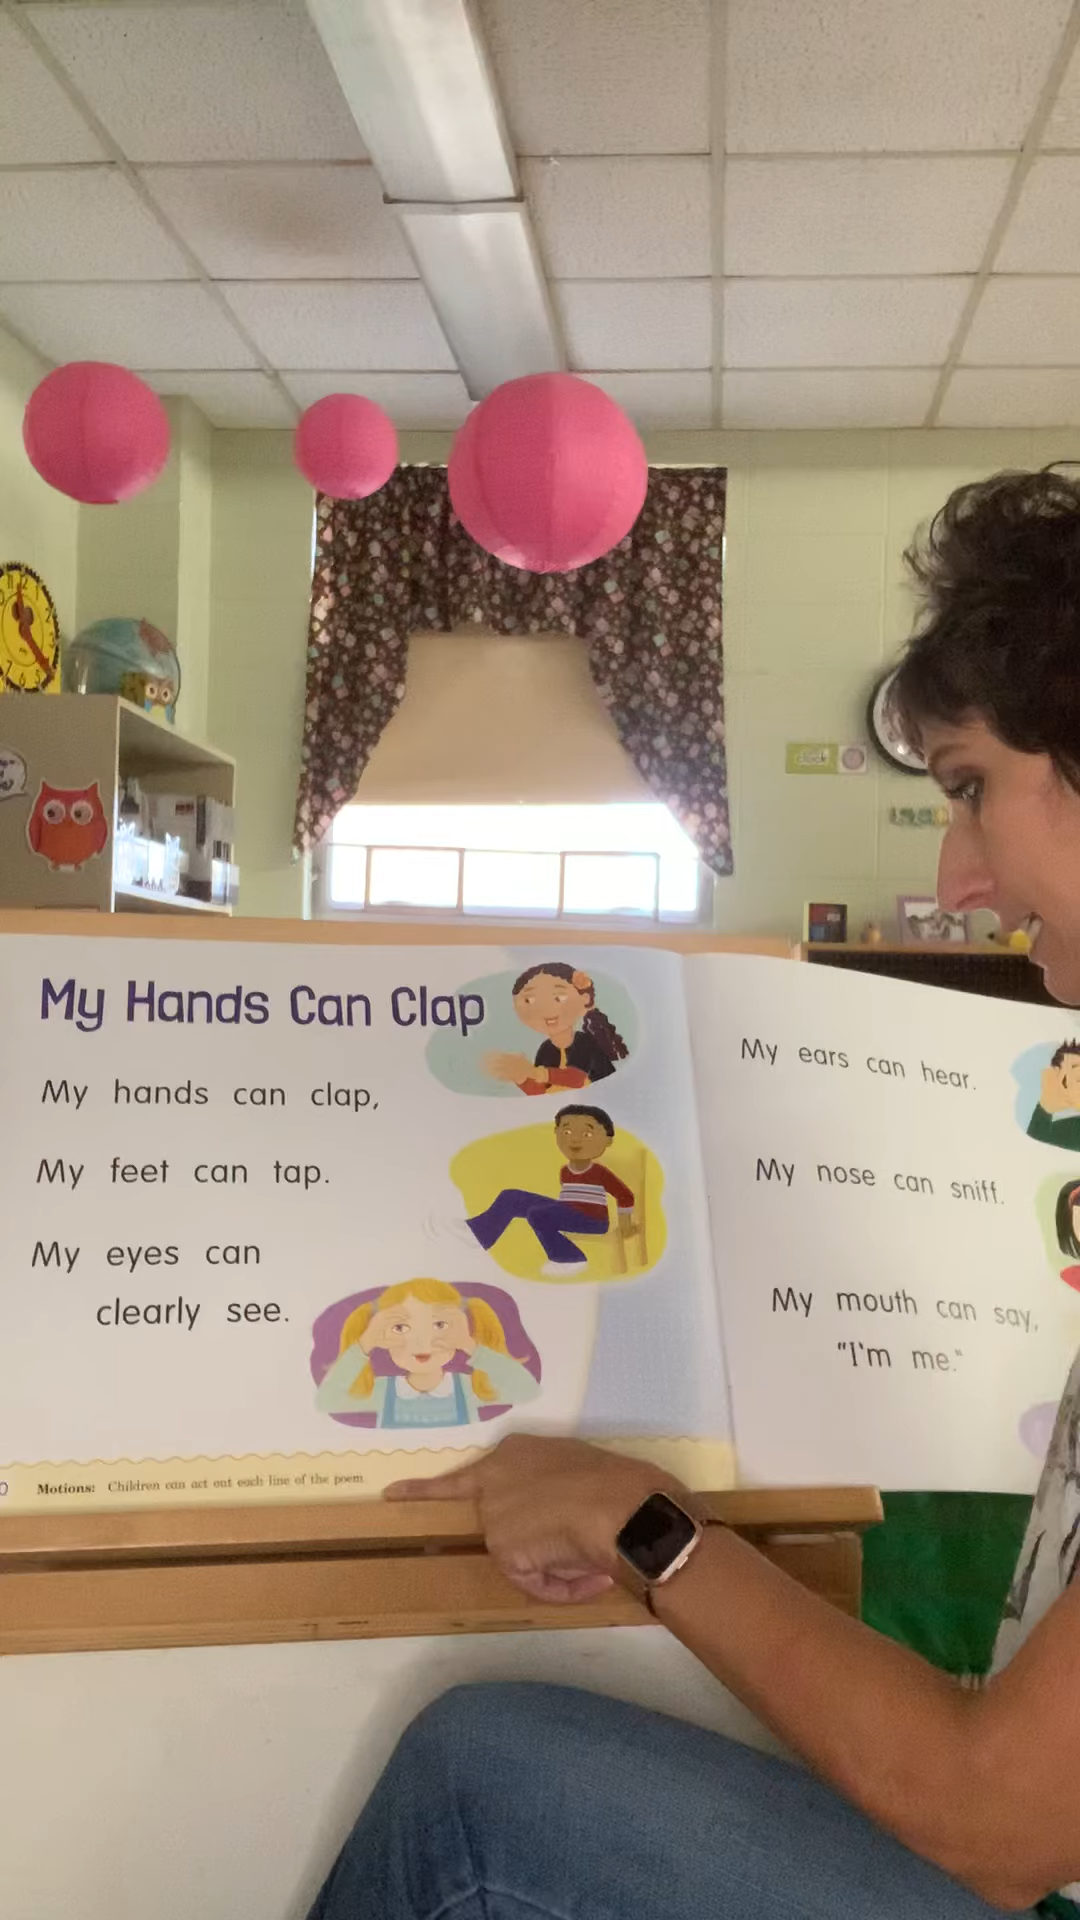 My Hands Can Clap
My hands can clap,
My feet can tap.
My eyes can
clearly see.
Motions: Children can act out each line of the poem.
My ears can hear.
My nose can sniff.
My mouth can say,
"I'm me."
clock